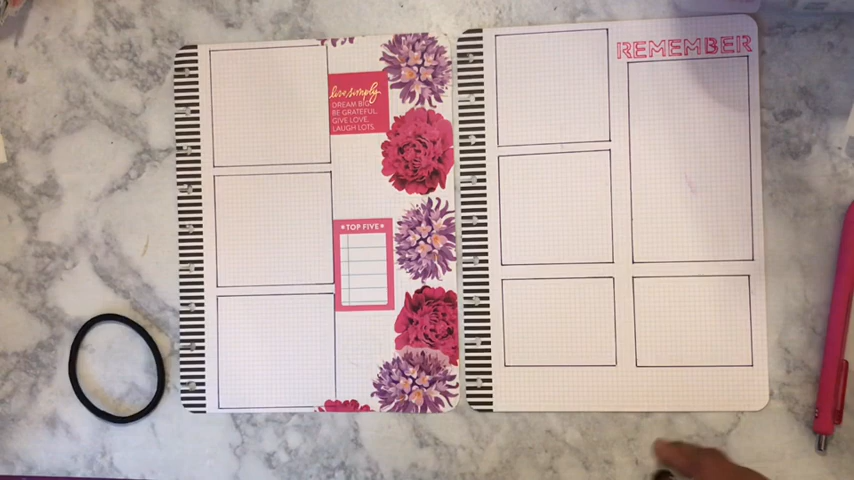 live simply
DREAM BIG.
BE GRATEFUL.
GIVE LOVE.
LAUGH LOTS.
TOP FIVE
REMEMBER